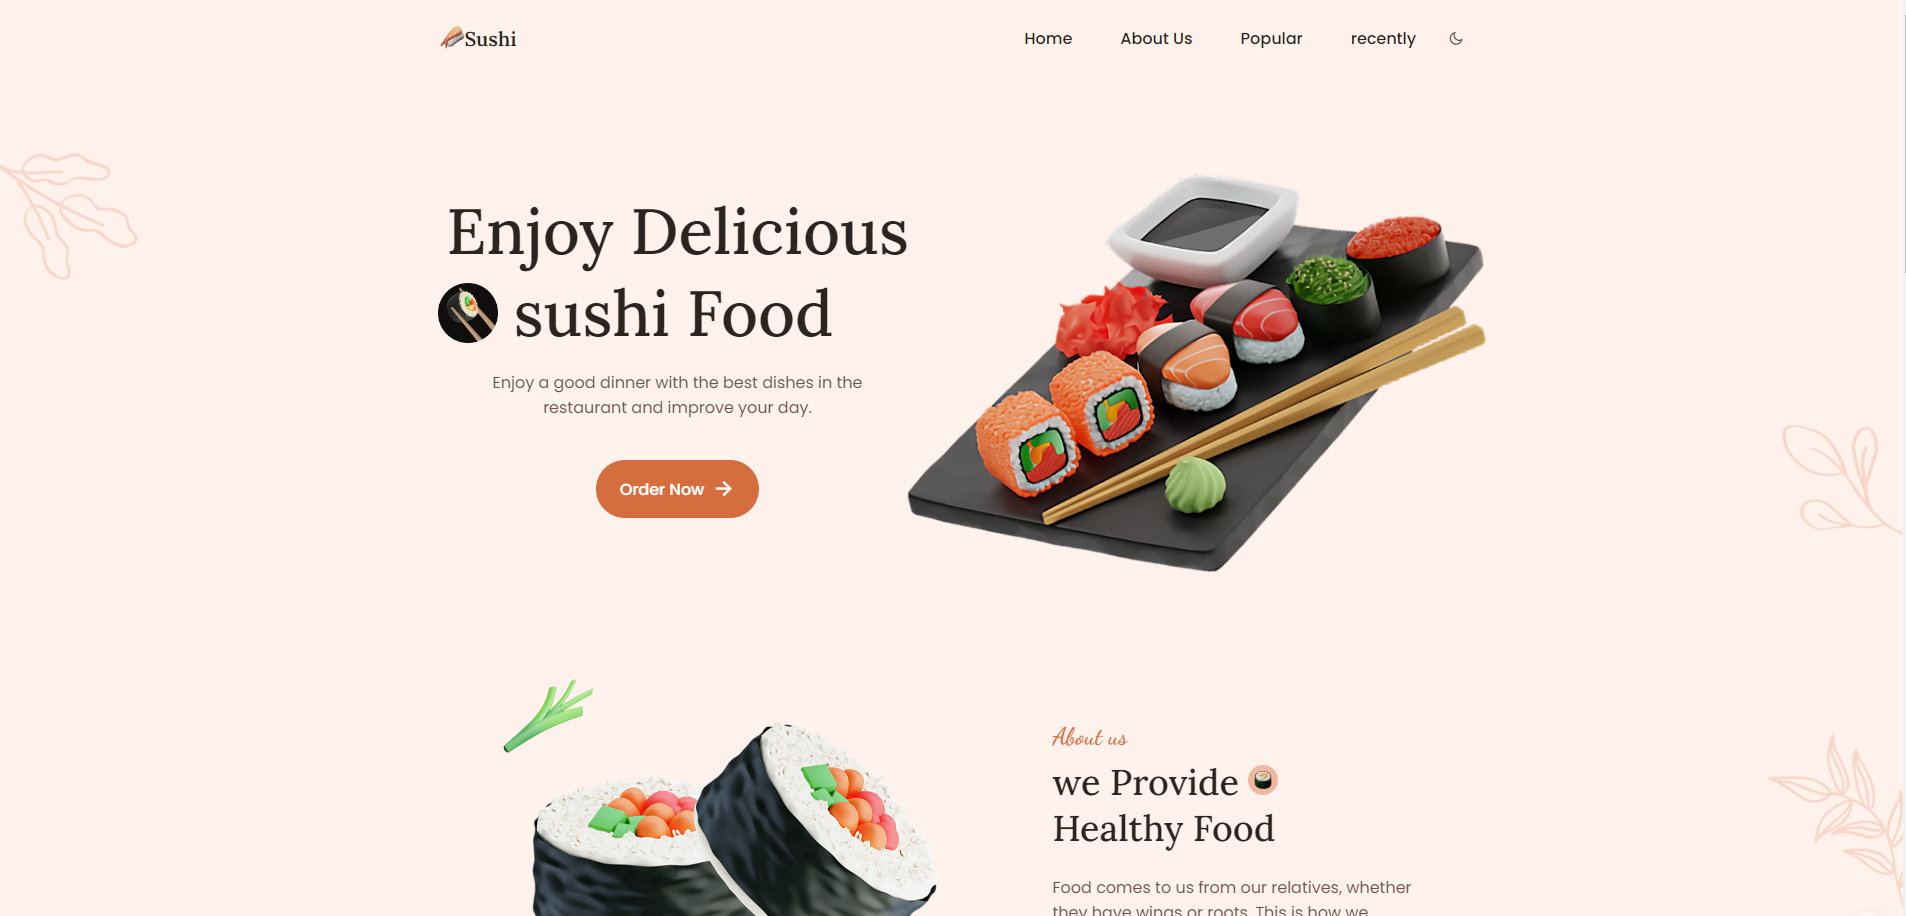 Sushi
Home
About Us
Popular
recently
Enjoy Delicious
sushi Food
Enjoy a good dinner with the best dishes in the
restaurant and improve your day.
Order Now
About us
we Provide
Healthy Food
Food comes to us from our relatives, whether
they have wings or roots. This is how we